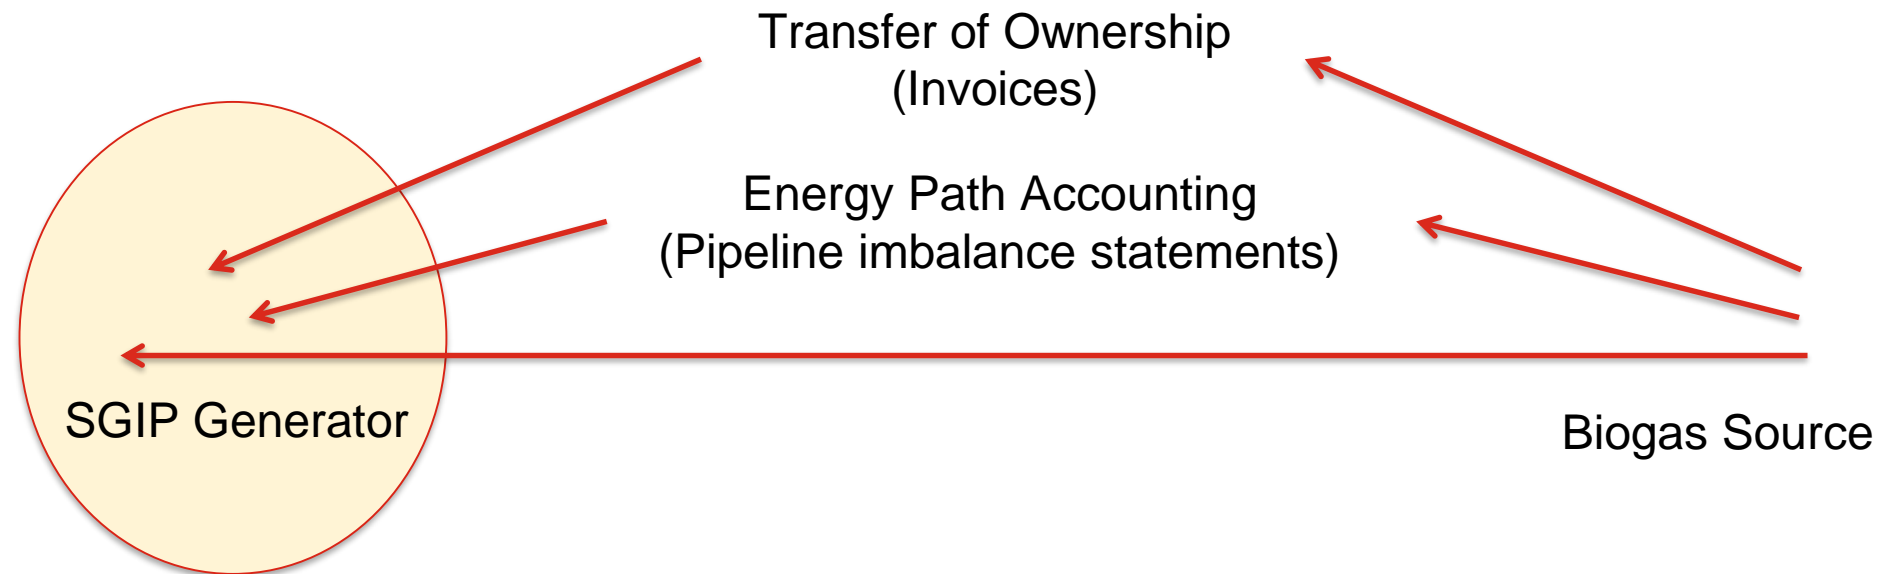 Transfer of Ownership
(Invoices)
Energy Path Accounting
(Pipeline imbalance statements)
SGIP Generator
Biogas Source